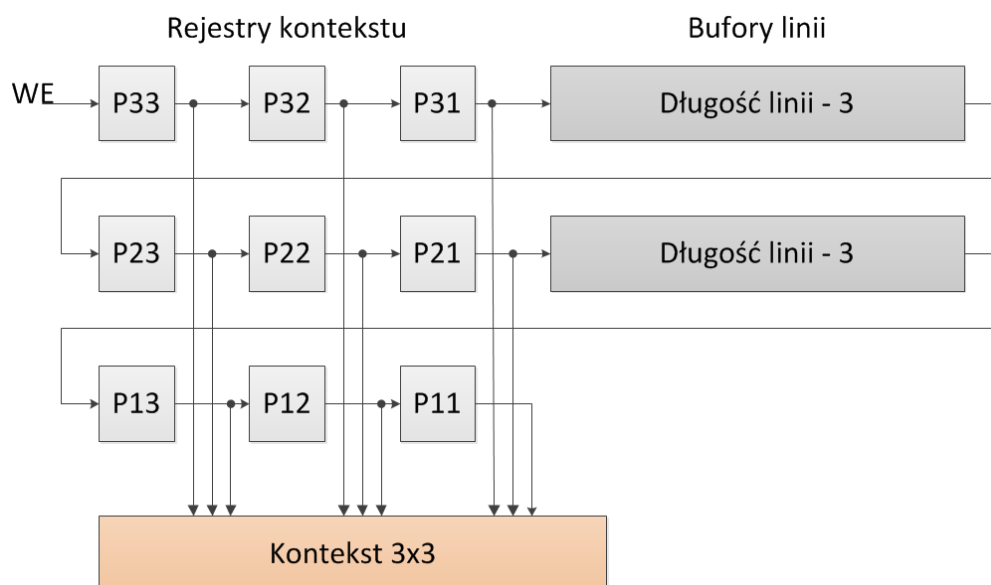 Rejestry kontekstu
Bufory linii
WE
P33
P32
P31
Długość linii - 3
P23
P22
P21
Długość linii - 3
P13
P12
P11
Kontekst 3x3